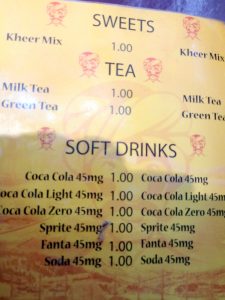 SWEETS
Kheer Mix 1.00 Kheer Mix
TEA
Milk Tea 1.00 Milk Tea
Green Tea 1.00 Green Tea
SOFT DRINKS
Coca Cola 45mg 1.00 Coca Cola 45mg
Coca Cola Light 45mg 1.00 Coca Cola Light 45m
Coca Cola Zero 45mg 1.00 Coca Cola Zero 45mg
Sprite 45mg 1.00 Sprite 45mg
Fanta 45mg 1.00 Fanta 45mg
Soda 45mg 1.00 Soda 45mg